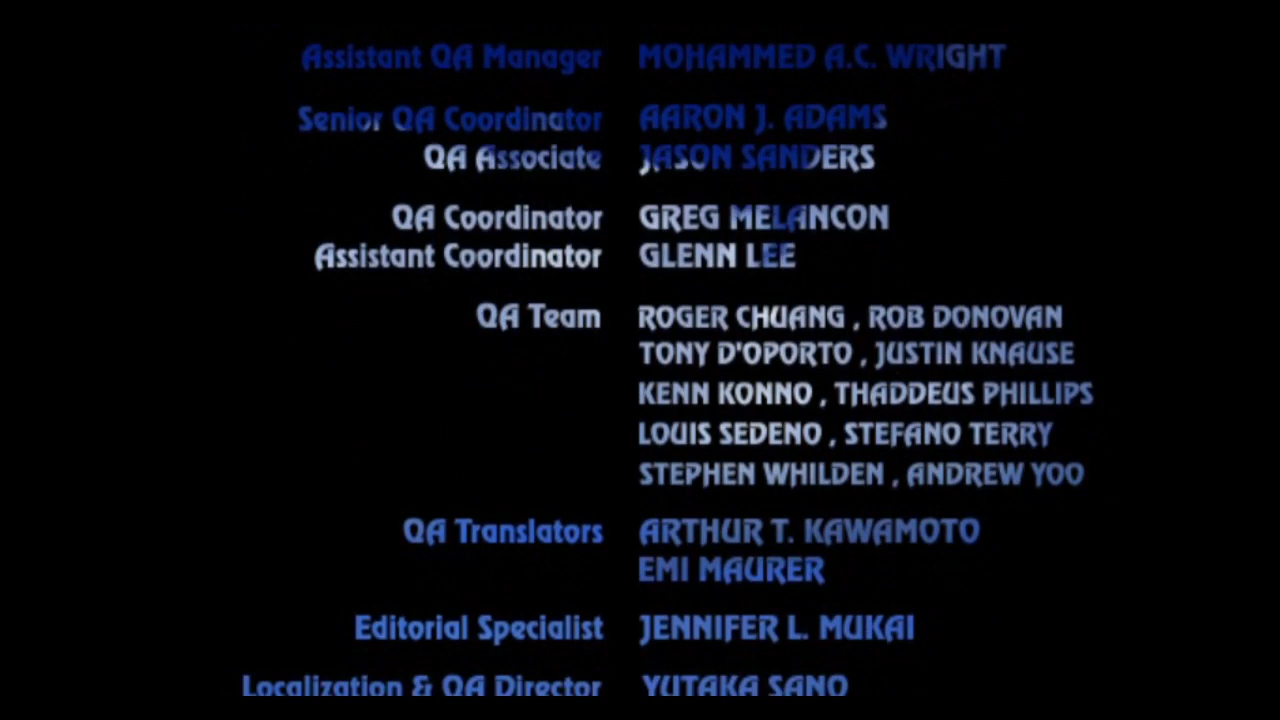 Assistant QA Manager MOHAMMED A.C. WRIGHT
Senior QA Coordinator AARON J. ADAMS
QA Associate JASON SANDERS
QA Coordinator GREG MELANCON
Assistant Coordinator GLENN LEE
QA Team ROGER CHUANG , ROB DONOVAN
TONY D'OPORTO , JUSTIN KNAUSE
KENN KONNO , THADDEUS PHILLIPS
LOUIS SEDENO , STEFANO TERRY
STEPHEN WHILDEN , ANDREW YOO
QA Translators ARTHUR T. KAWAMOTO
EMI MAURER
Editorial Specialist JENNIFER L. MUKAI
Localization & QA Director YUTAKA SANO